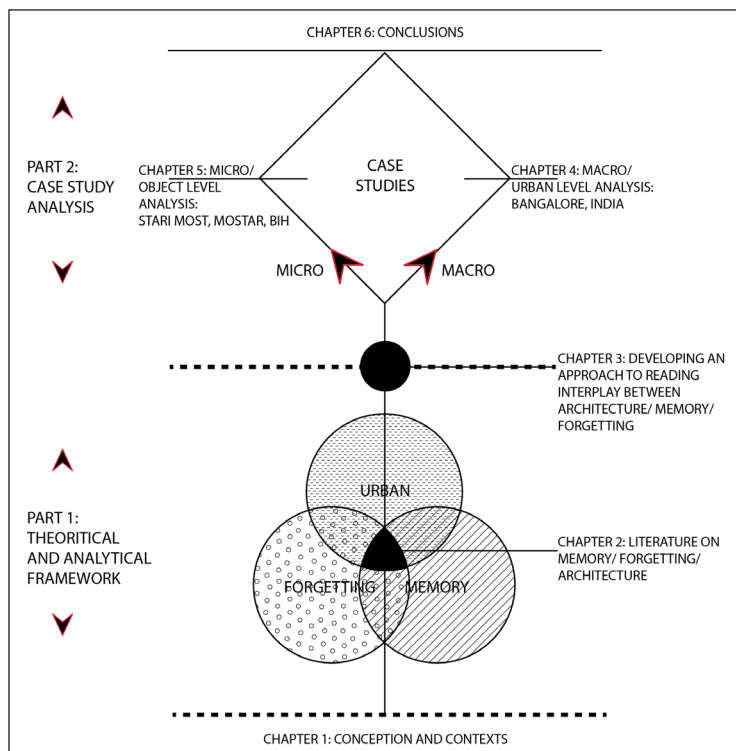 CHAPTER 6: CONCLUSIONS
PART 2:
CASE STUDY
ANALYSIS
CHAPTER 5: MICRO/
OBJECT LEVEL
ANALYSIS:
STARI MOST, MOSTAR, BIH
CASE
STUDIES
CHAPTER 4: MACRO/
URBAN LEVEL ANALYSIS:
BANGALORE, INDIA
MICRO
MACRO
CHAPTER 3: DEVELOPING AN
APPROACH TO READING
INTERPLAY BETWEEN
ARCHITECTURE/ MEMORY/
FORGETTING
PART 1:
THEORITICAL
AND ANALYTICAL
FRAMEWORK
URBAN
FORGETTING
MEMORY
CHAPTER 2: LITERATURE ON
MEMORY/ FORGETTING/
ARCHITECTURE
CHAPTER 1: CONCEPTION AND CONTEXTS